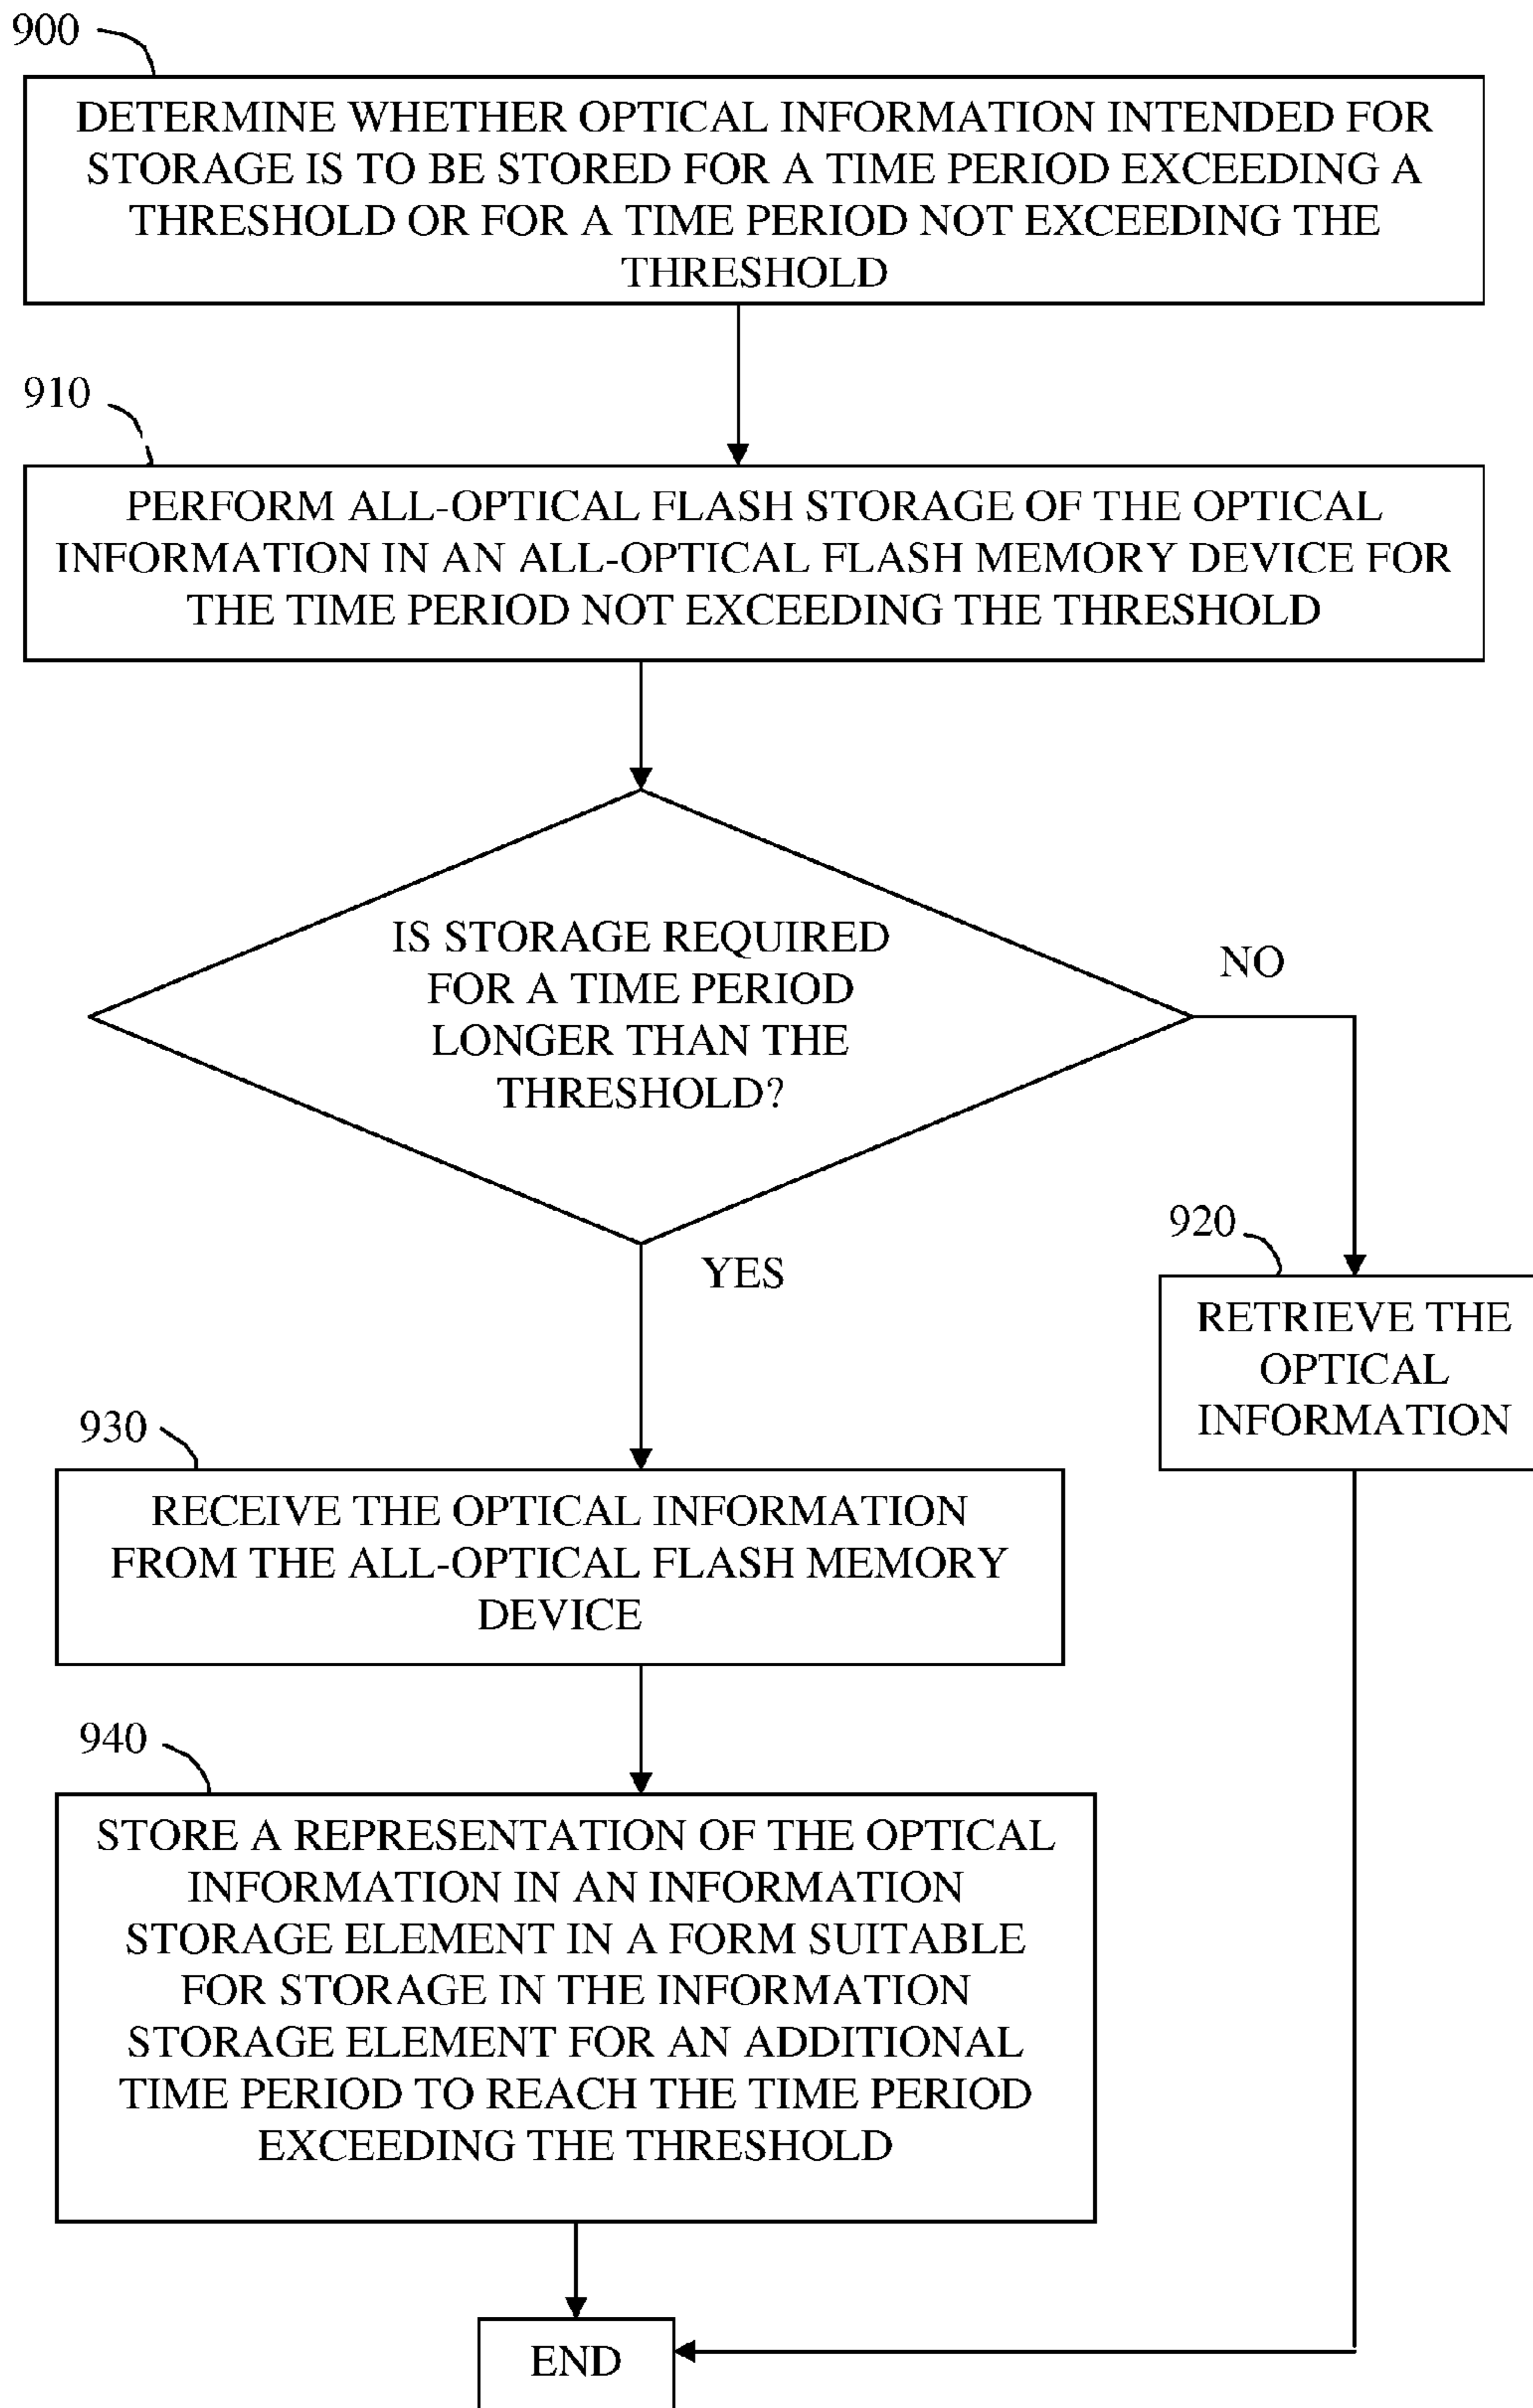 900
DETERMINE WHETHER OPTICAL INFORMATION INTENDED FOR
STORAGE IS TO BE STORED FOR A TIME PERIOD EXCEEDING A
THRESHOLD OR FOR A TIME PERIOD NOT EXCEEDING THE
THRESHOLD
910
PERFORM ALL-OPTICAL FLASH STORAGE OF THE OPTICAL
INFORMATION IN AN ALL-OPTICAL FLASH MEMORY DEVICE FOR
THE TIME PERIOD NOT EXCEEDING THE THRESHOLD
IS STORAGE REQUIRED
FOR A TIME PERIOD
LONGER THAN THE
THRESHOLD?
NO
YES
920
RETRIEVE THE
OPTICAL
INFORMATION
930
RECEIVE THE OPTICAL INFORMATION
FROM THE ALL-OPTICAL FLASH MEMORY
DEVICE
940
STORE A REPRESENTATION OF THE OPTICAL
INFORMATION IN AN INFORMATION
STORAGE ELEMENT IN A FORM SUITABLE
FOR STORAGE IN THE INFORMATION
STORAGE ELEMENT FOR AN ADDITIONAL
TIME PERIOD TO REACH THE TIME PERIOD
EXCEEDING THE THRESHOLD
END